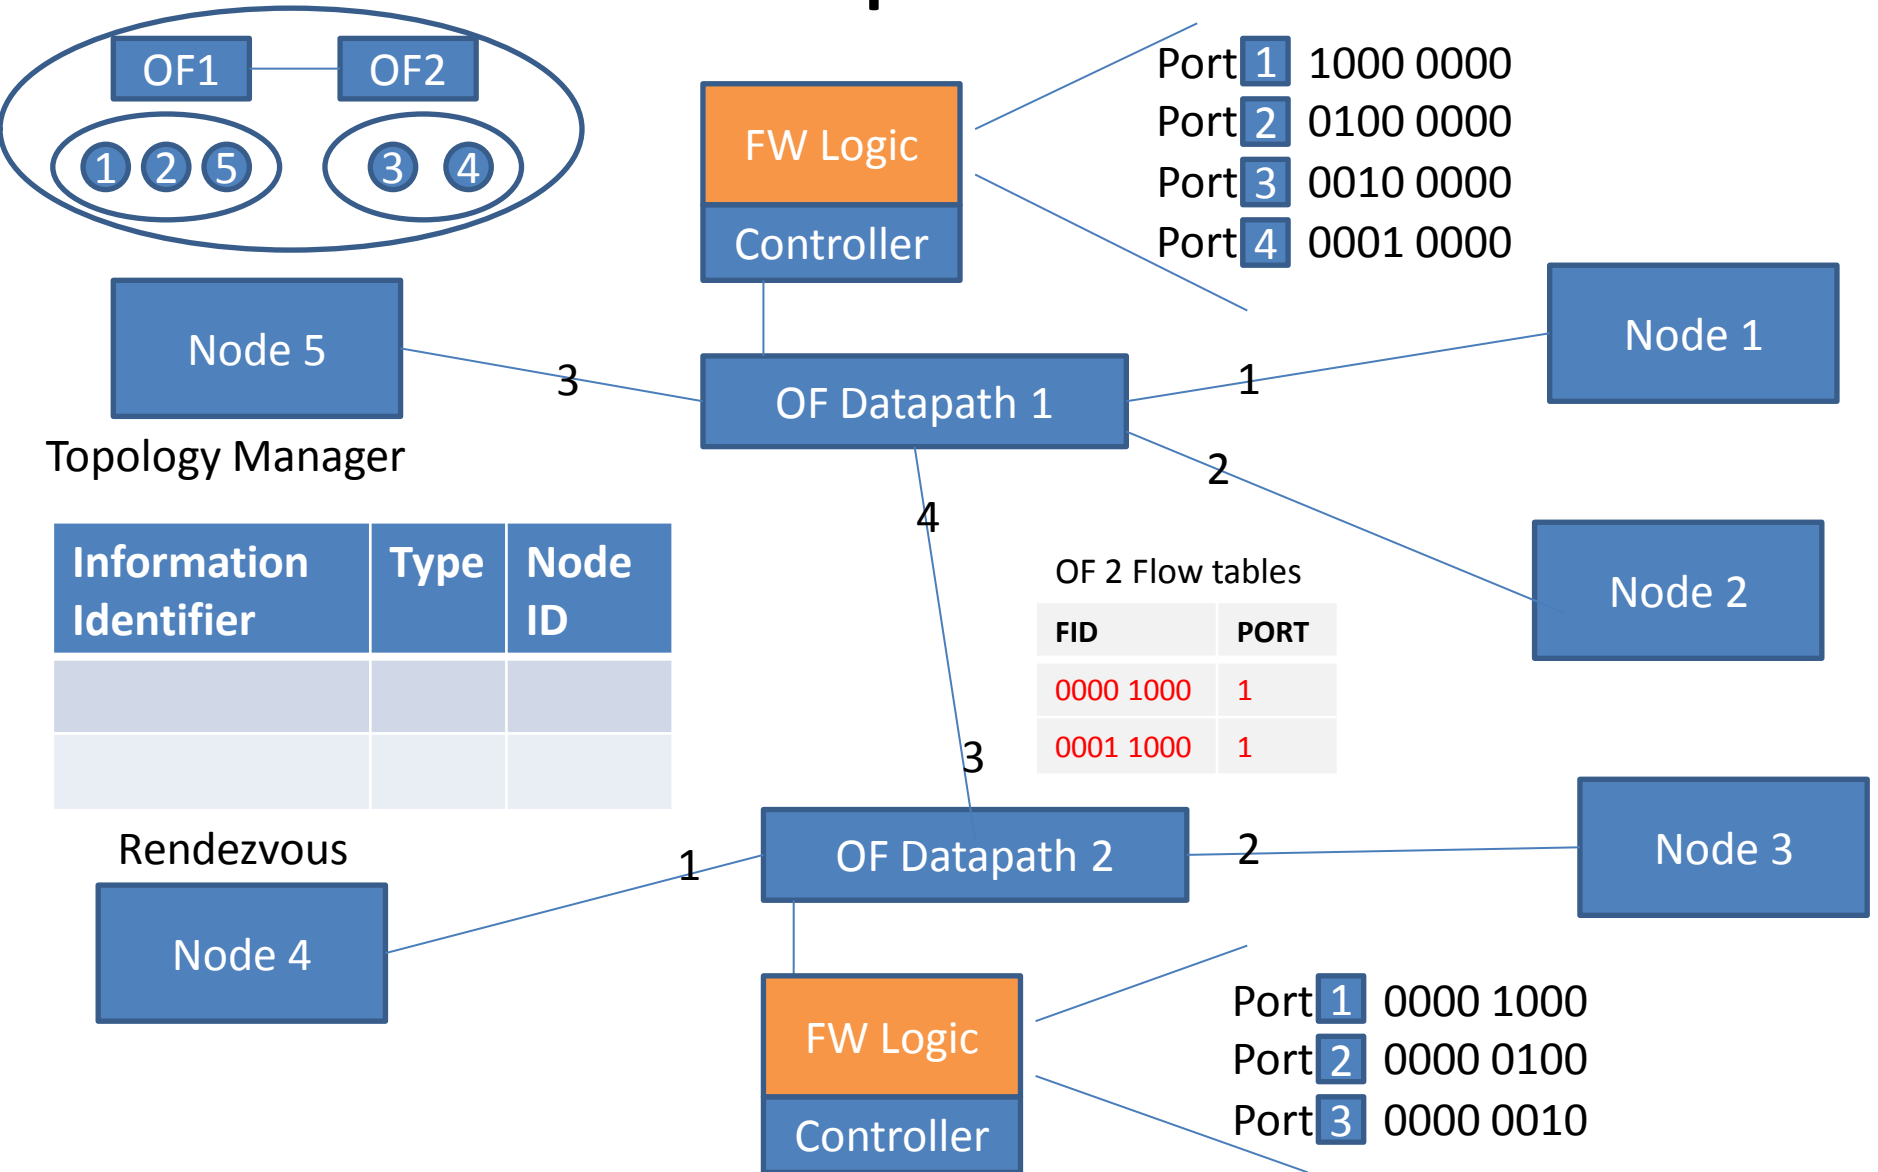 OF1
OF2
1
2
5
3
4
FW Logic
Controller
Port 1 1000 0000
Port 2 0100 0000
Port 3 0010 0000
Port 4 0001 0000
Node 5
Topology Manager
3
OF Datapath 1
1
Node 1
2
Node 2
4
Information Identifier
Type
Node ID
OF 2 Flow tables
FID PORT
0000 1000 1
0001 1000 1
3
Rendezvous
Node 4
1
OF Datapath 2
2
Node 3
FW Logic
Controller
Port 1 0000 1000
Port 2 0000 0100
Port 3 0000 0010